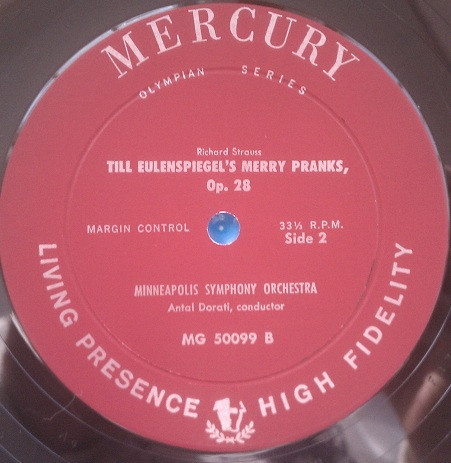 MERCURY
OLYMPIAN SERIES
Richard Strauss
TILL EULENSPIEGEL'S MERRY PRANKS,
Op. 28
MARGIN CONTROL
33⅓ R.P.M.
Side 2
MINNEAPOLIS SYMPHONY ORCHESTRA
Antal Dorati, conductor
MG 50099 B
LIVING PRESENCE HIGH FIDELITY